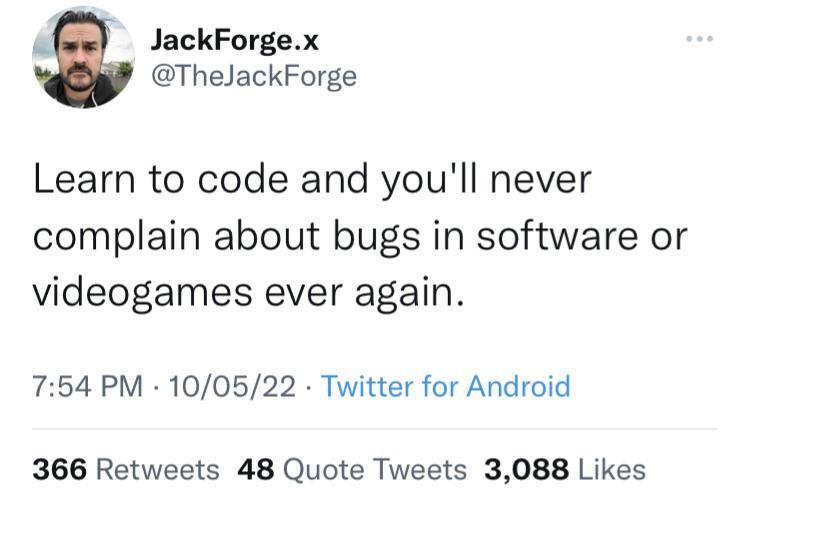 JackForge.x
@TheJackForge
Learn to code and you'll never
complain about bugs in software or
videogames ever again.
7:54 PM · 10/05/22 · Twitter for Android
366 Retweets 48 Quote Tweets 3,088 Likes